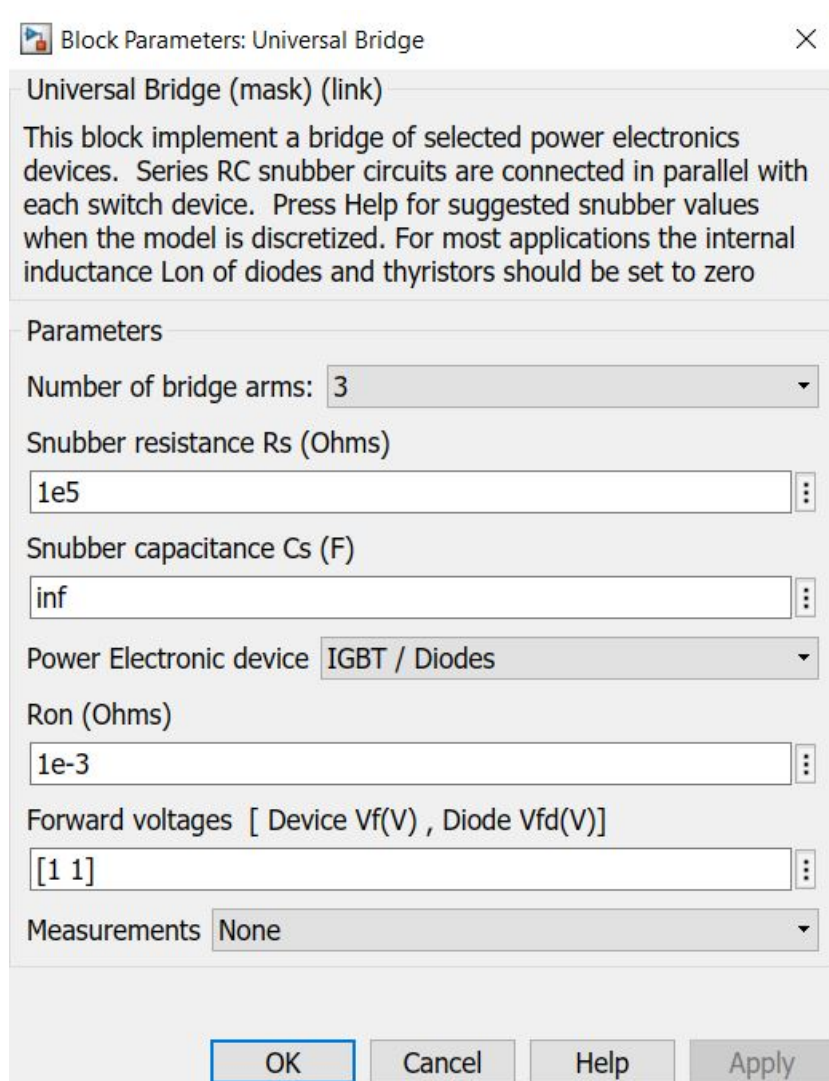 Block Parameters: Universal Bridge
Universal Bridge (mask) (link)
This block implement a bridge of selected power electronics
devices. Series RC snubber circuits are connected in parallel with
each switch device. Press Help for suggested snubber values
when the model is discretized. For most applications the internal
inductance Lon of diodes and thyristors should be set to zero
Parameters
Number of bridge arms: 3
Snubber resistance Rs (Ohms)
1e5
Snubber capacitance Cs (F)
inf
Power Electronic device IGBT / Diodes
Ron (Ohms)
1e-3
Forward voltages [ Device Vf(V) , Diode Vfd(V)]
[1 1]
Measurements None
OK Cancel Help Apply